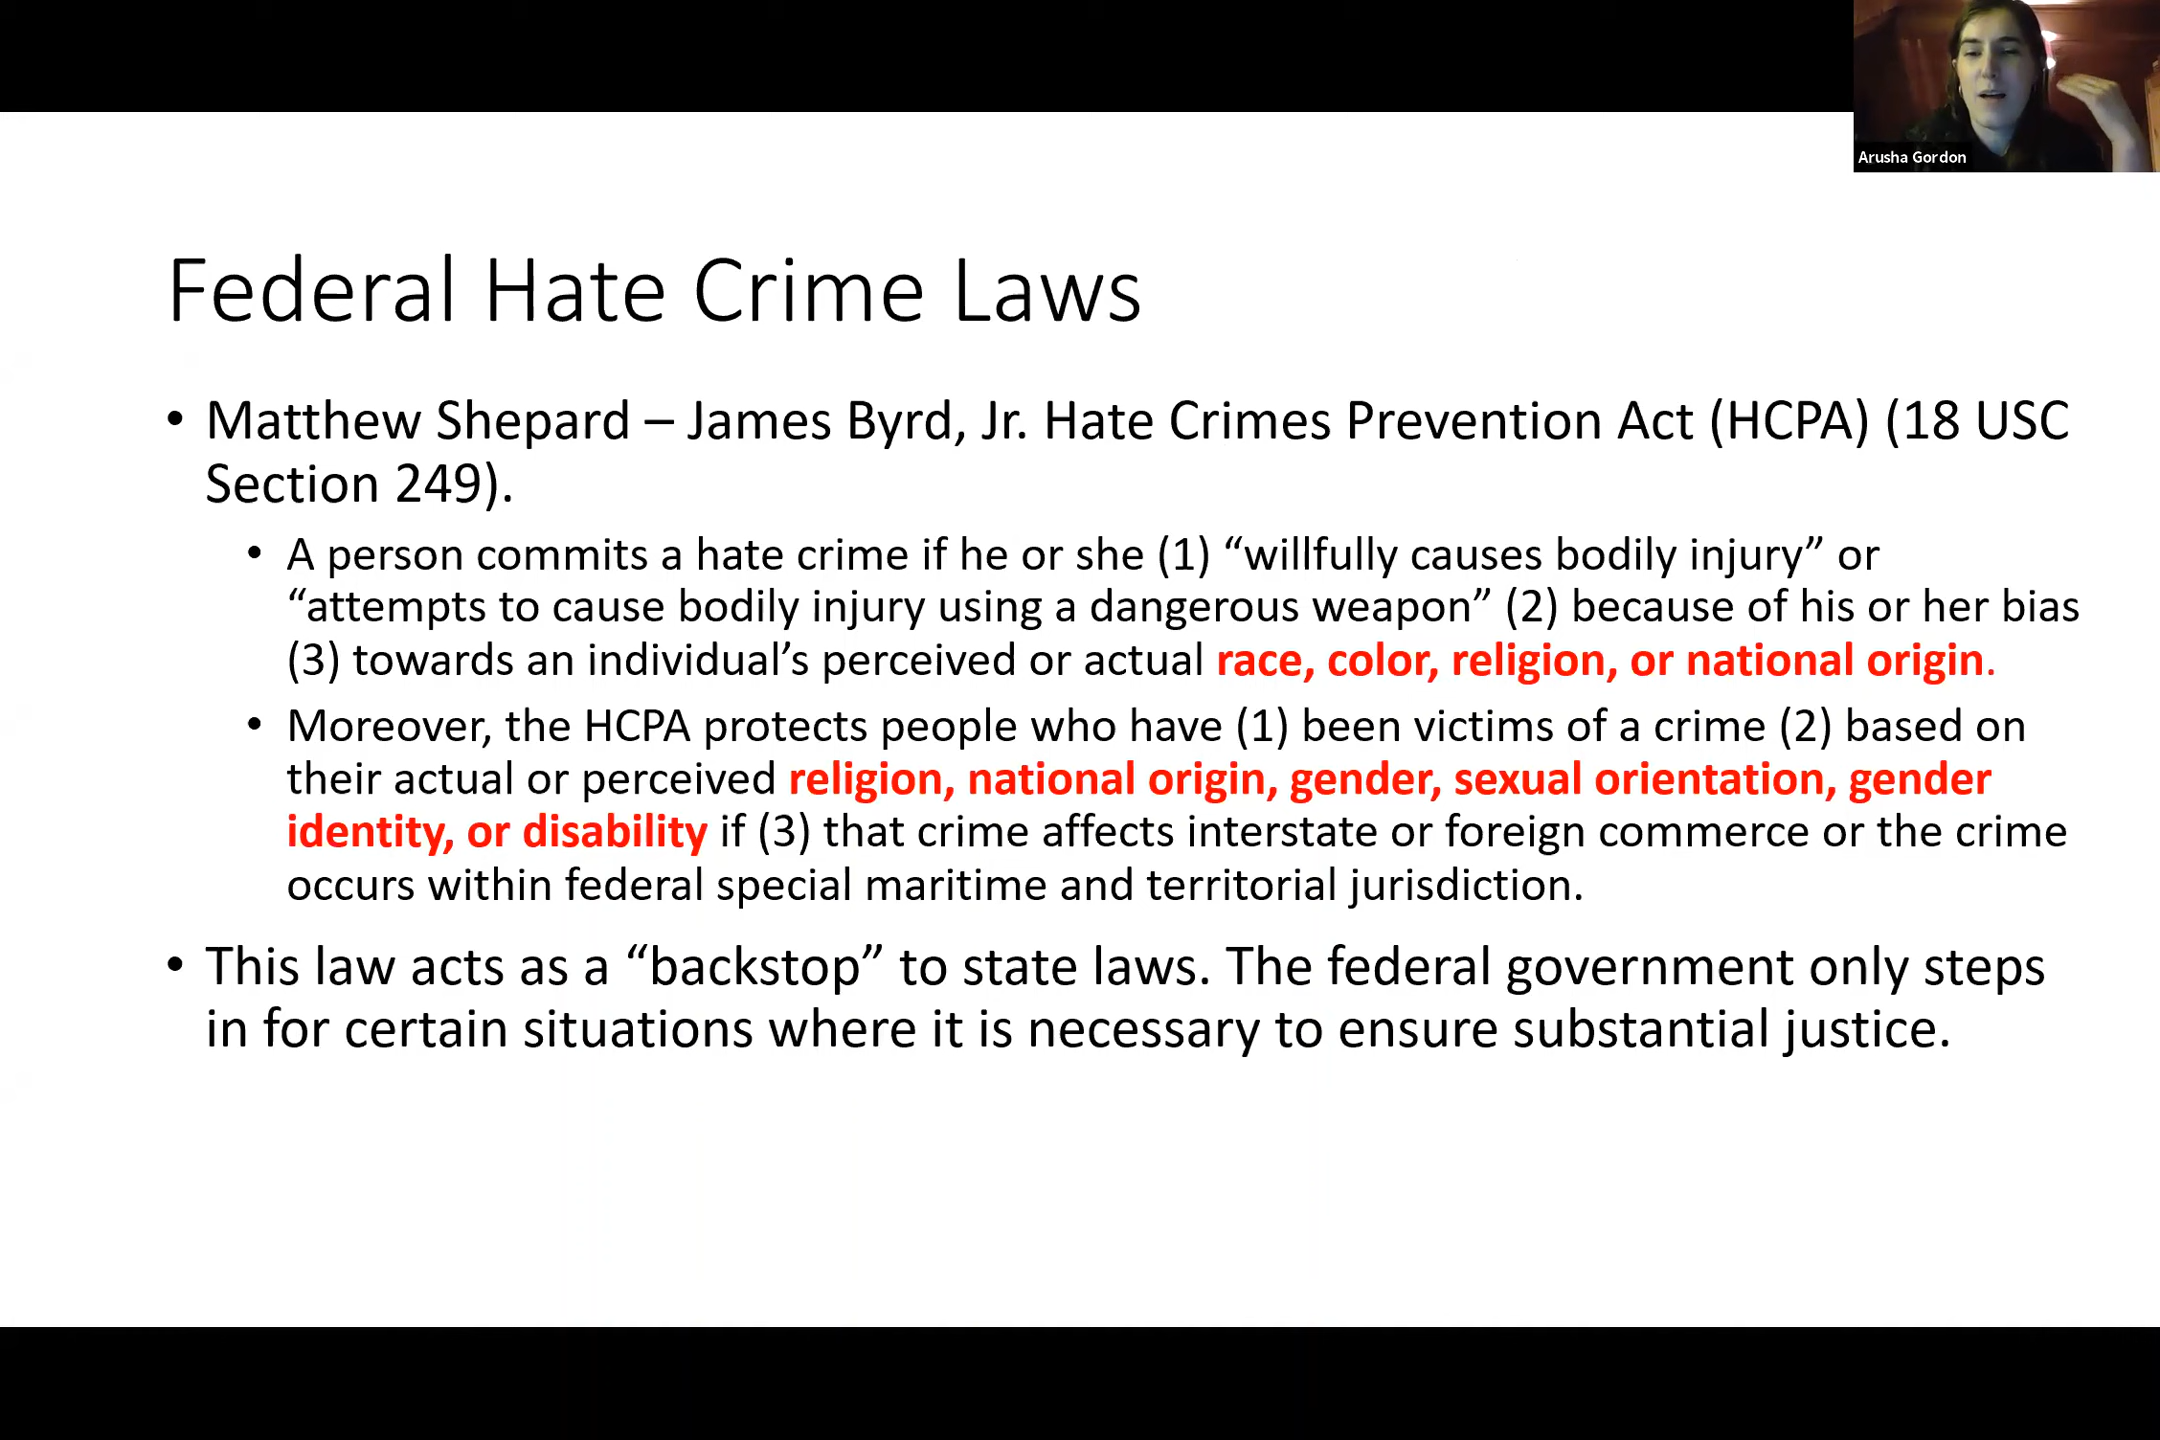 Arusha Gordon
Federal Hate Crime Laws
• Matthew Shepard – James Byrd, Jr. Hate Crimes Prevention Act (HCPA) (18 USC
Section 249).
• A person commits a hate crime if he or she (1) “willfully causes bodily injury” or
“attempts to cause bodily injury using a dangerous weapon” (2) because of his or her bias
(3) towards an individual’s perceived or actual race, color, religion, or national origin.
• Moreover, the HCPA protects people who have (1) been victims of a crime (2) based on
their actual or perceived religion, national origin, gender, sexual orientation, gender
identity, or disability if (3) that crime affects interstate or foreign commerce or the crime
occurs within federal special maritime and territorial jurisdiction.
• This law acts as a “backstop” to state laws. The federal government only steps
in for certain situations where it is necessary to ensure substantial justice.